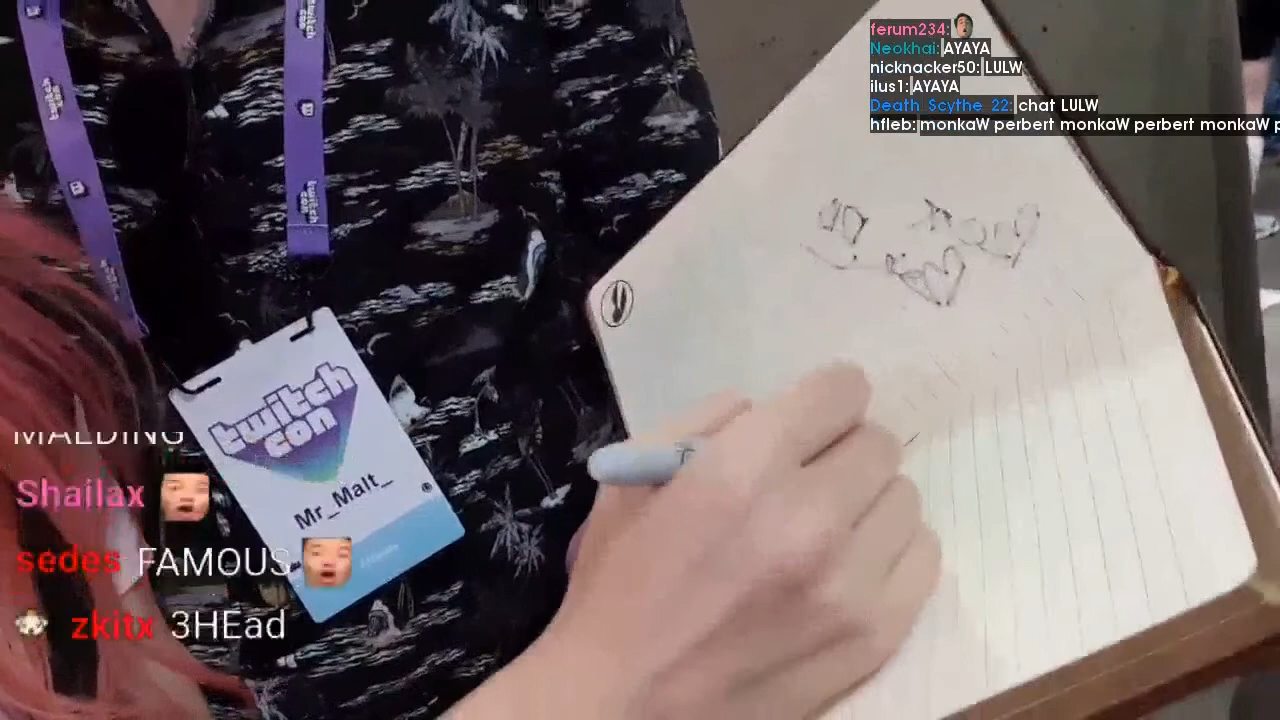 ferum234:
Neokhai: AYAYA
nicknacker50: LULW
ilus1: AYAYA
Death_Scythe_22: chat LULW
hfleb: monkaW perbert monkaW perbert monkaW p
twitch
con
Mr_Malt_
MALDING
Shailax
sedes FAMOUS
zkitx 3HEad